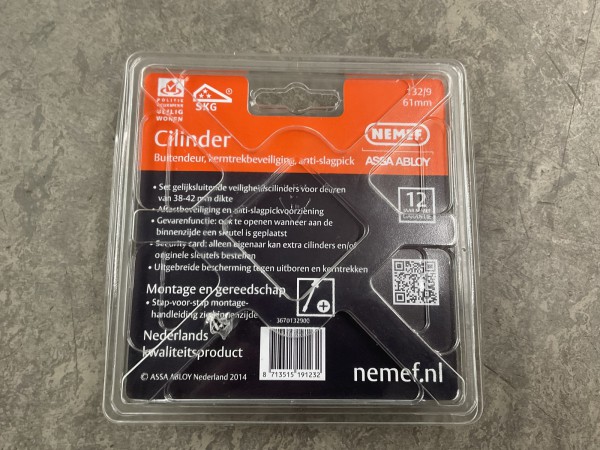 POLITIE
KEURMERK
VEILIG
WONEN
SKG®
132/9
61mm
Cilinder
Buitendeur, kerntrekbeveiliging, anti-slagpick
NEMEF
ASSA ABLOY
• Set gelijksluitende veiligheidscilinders voor deuren
van 38-42 mm dikte
• Aftastbeveiliging en anti-slagpickvoorziening
• Gevarenfunctie: ook te openen wanneer aan de
binnenzijde een sleutel is geplaatst
• Security card: alleen eigenaar kan extra cilinders en/of
originele sleutels bestellen
• Uitgebreide bescherming tegen uitboren en kerntrekken
12
GARANTIE
Montage en gereedschap
• Stap-voor-stap montage-
handleiding zie binnenzijde
3670132900
Nederlands
kwaliteitsproduct
8 713515 191232
© ASSA ABLOY Nederland 2014
nemef.nl